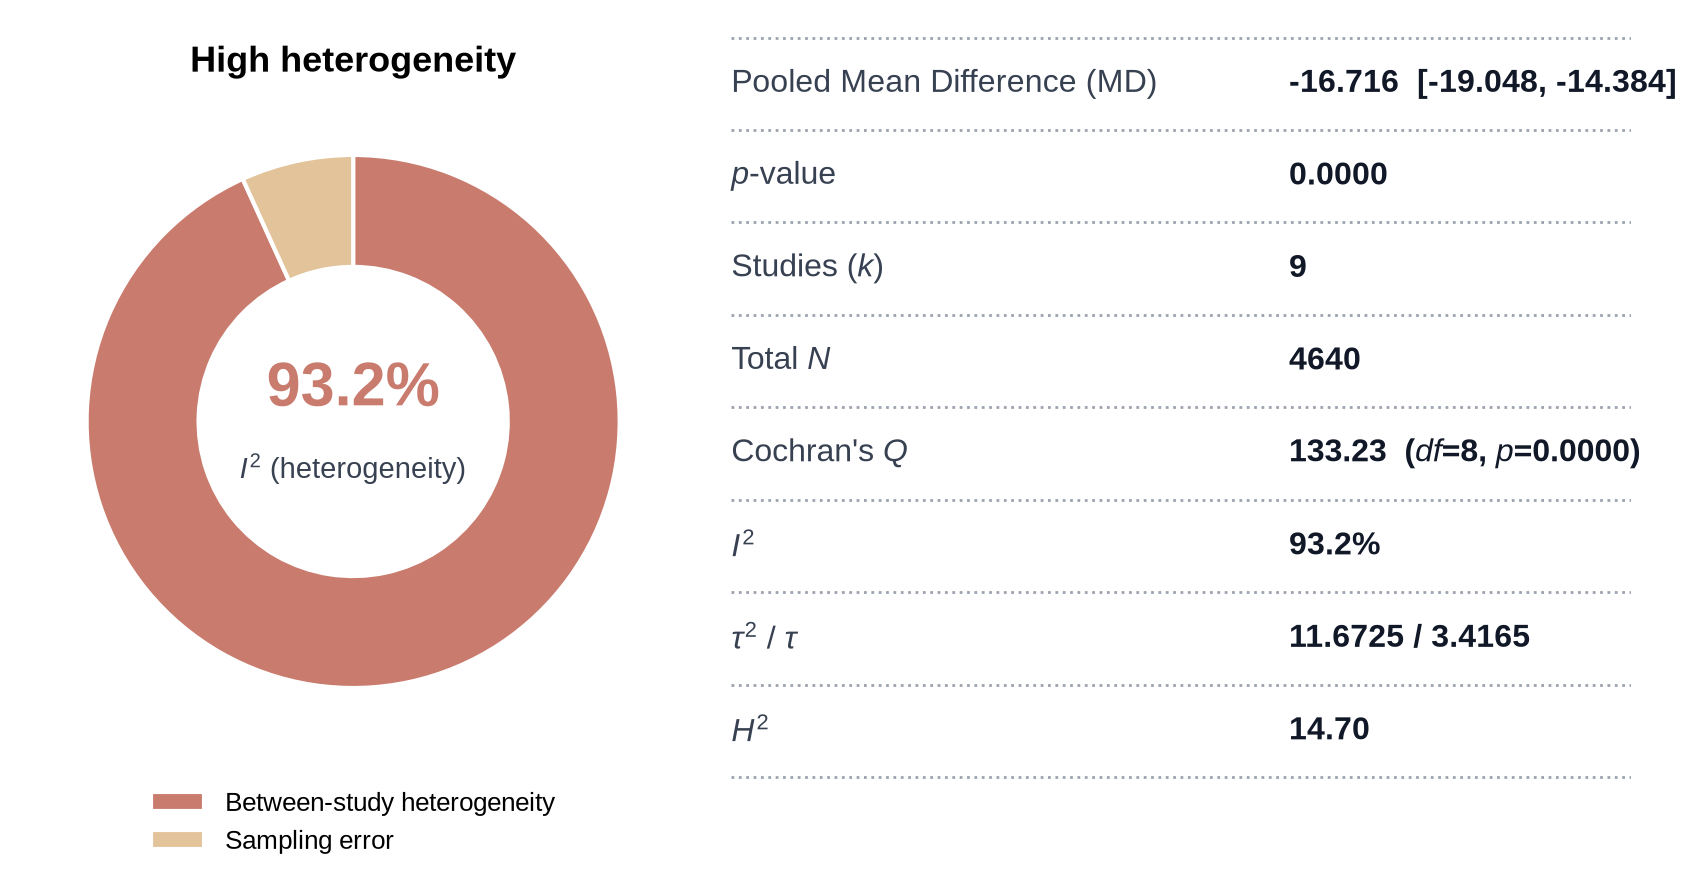 High heterogeneity
93.2%
I² (heterogeneity)
Between-study heterogeneity
Sampling error
Pooled Mean Difference (MD) -16.716 [-19.048, -14.384]
p-value 0.0000
Studies (k) 9
Total N 4640
Cochran's Q 133.23 (df=8, p=0.0000)
I² 93.2%
τ² / τ 11.6725 / 3.4165
H² 14.70